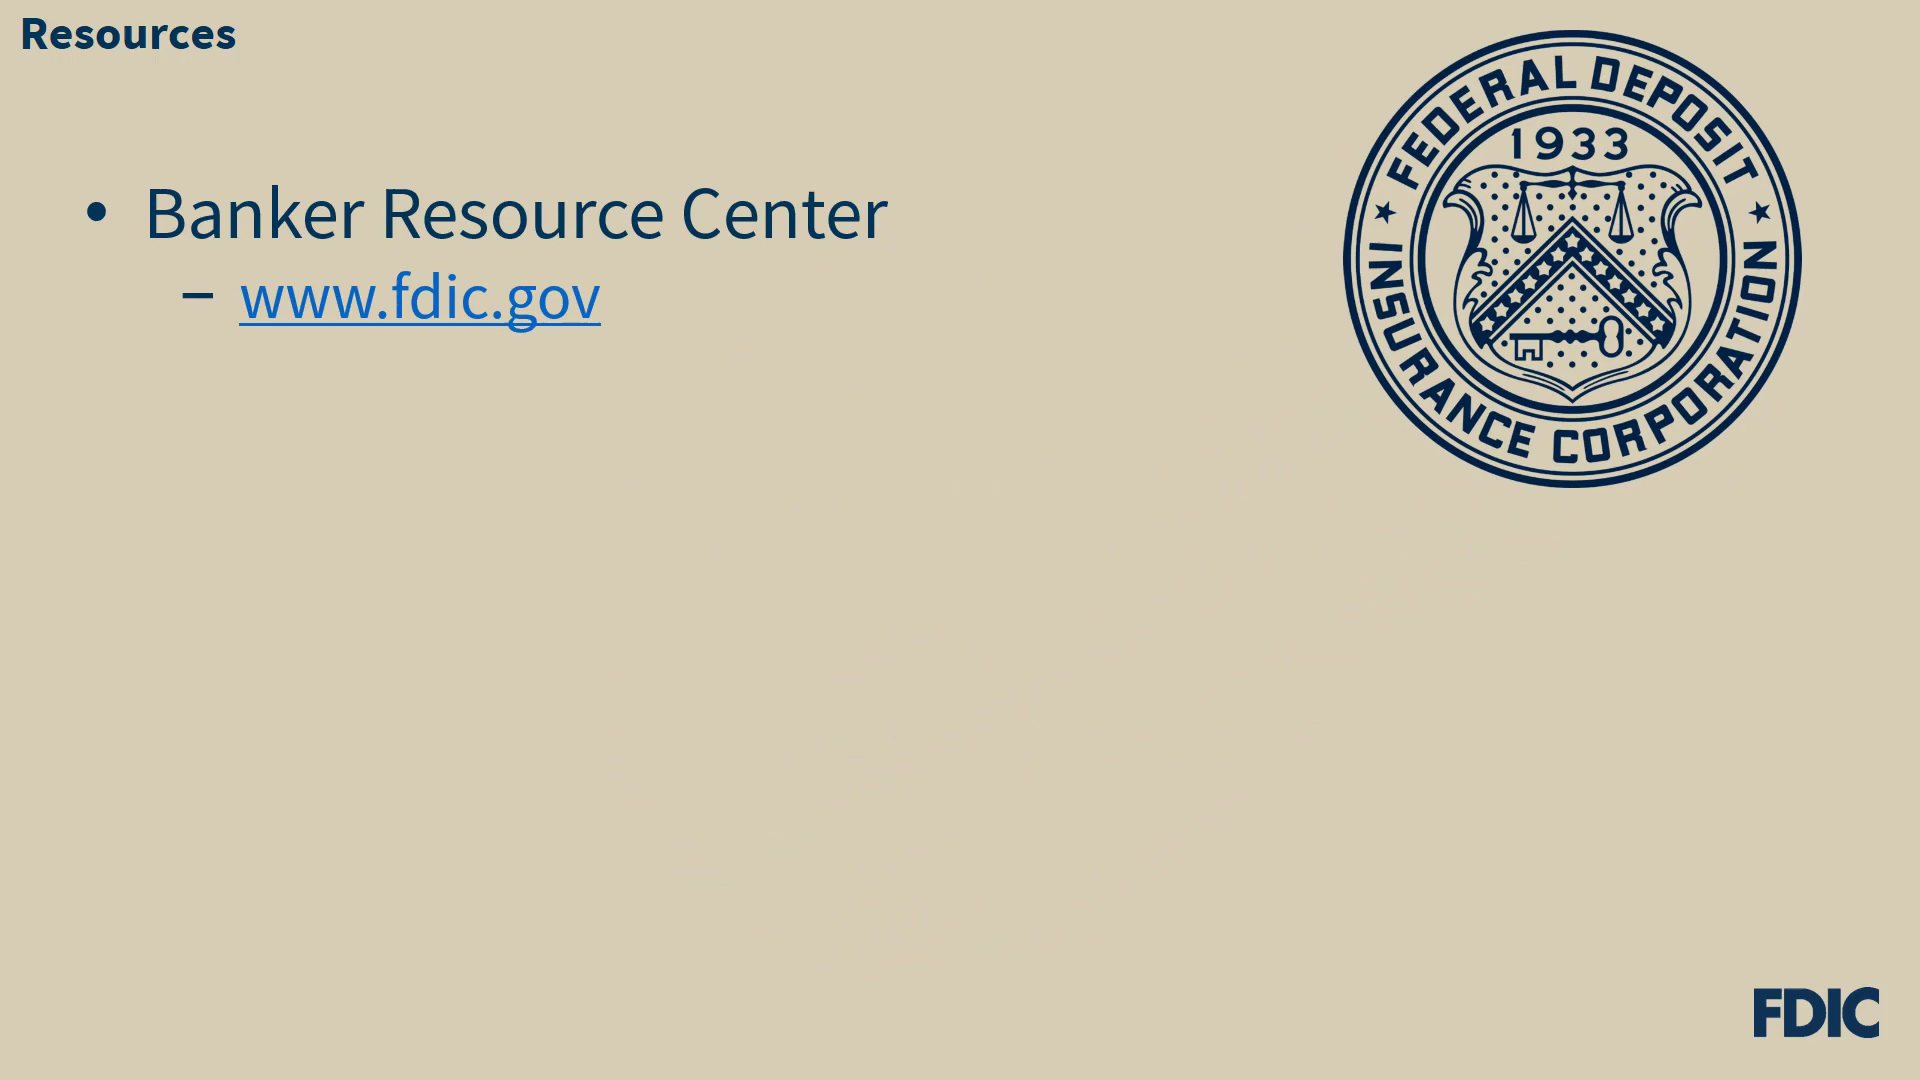 Resources
FEDERAL DEPOSIT
INSURANCE CORPORATION
1933
• Banker Resource Center
– www.fdic.gov
FDIC